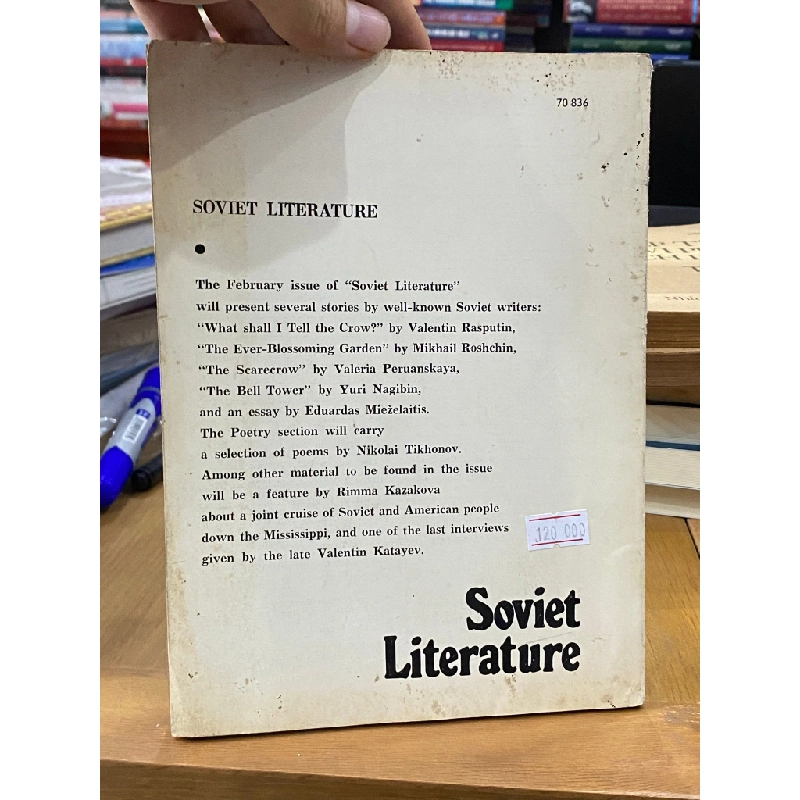 70 836
SOVIET LITERATURE
The February issue of "Soviet Literature"
will present several stories by well-known Soviet writers:
"What shall I Tell the Crow?" by Valentin Rasputin,
"The Ever-Blossoming Garden" by Mikhail Roshchin,
"The Scarecrow" by Valeria Peruanskaya,
"The Bell Tower" by Yuri Nagibin,
and an essay by Eduardas Mieželaitis.
The Poetry section will carry
a selection of poems by Nikolai Tikhonov.
Among other material to be found in the issue
will be a feature by Rimma Kazakova
about a joint cruise of Soviet and American people
down the Mississippi, and one of the last interviews
given by the late Valentin Katayev.
120 000
Soviet
Literature